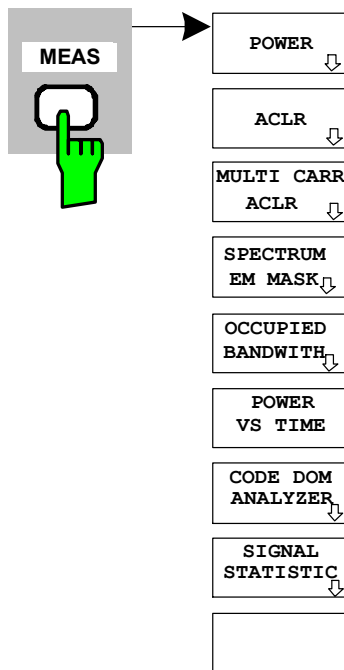 MEAS
POWER
ACLR
MULTI CARR
ACLR
SPECTRUM
EM MASK
OCCUPIED
BANDWITH
POWER
VS TIME
CODE DOM
ANALYZER
SIGNAL
STATISTIC